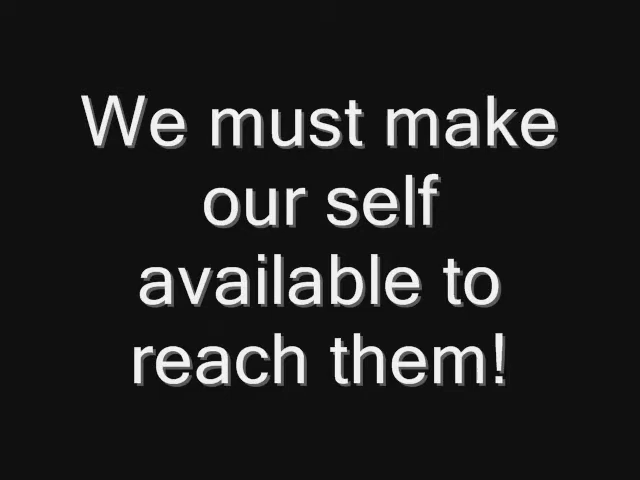 We must make
our self
available to
reach them!